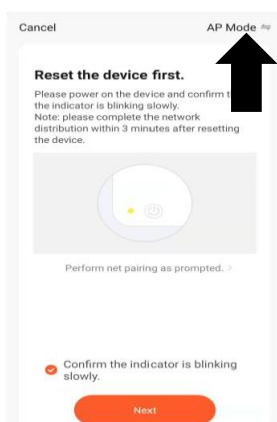 Cancel
AP Mode
Reset the device first.
Please power on the device and confirm
the indicator is blinking slowly.
Note: please complete the network
distribution within 3 minutes after resetting
the device.
Perform net pairing as prompted. >
Confirm the indicator is blinking
slowly.
Next